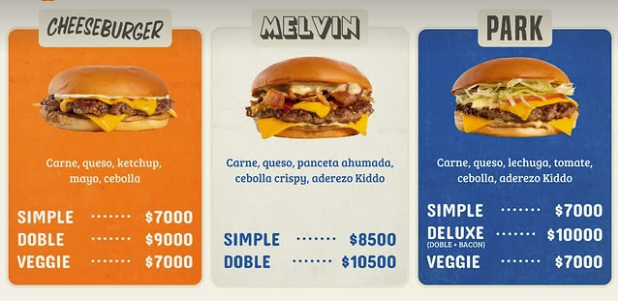 CHEESEBURGER
Carne, queso, ketchup,
mayo, cebolla
SIMPLE ······· $7000
DOBLE ······· $9000
VEGGIE ······· $7000
MELVIN
Carne, queso, panceta ahumada,
cebolla crispy, aderezo Kiddo
SIMPLE ······· $8500
DOBLE ······· $10500
PARK
Carne, queso, lechuga, tomate,
cebolla, aderezo Kiddo
SIMPLE ······· $7000
DELUXE ······· $10000
(DOBLE + BACON)
VEGGIE ······· $7000